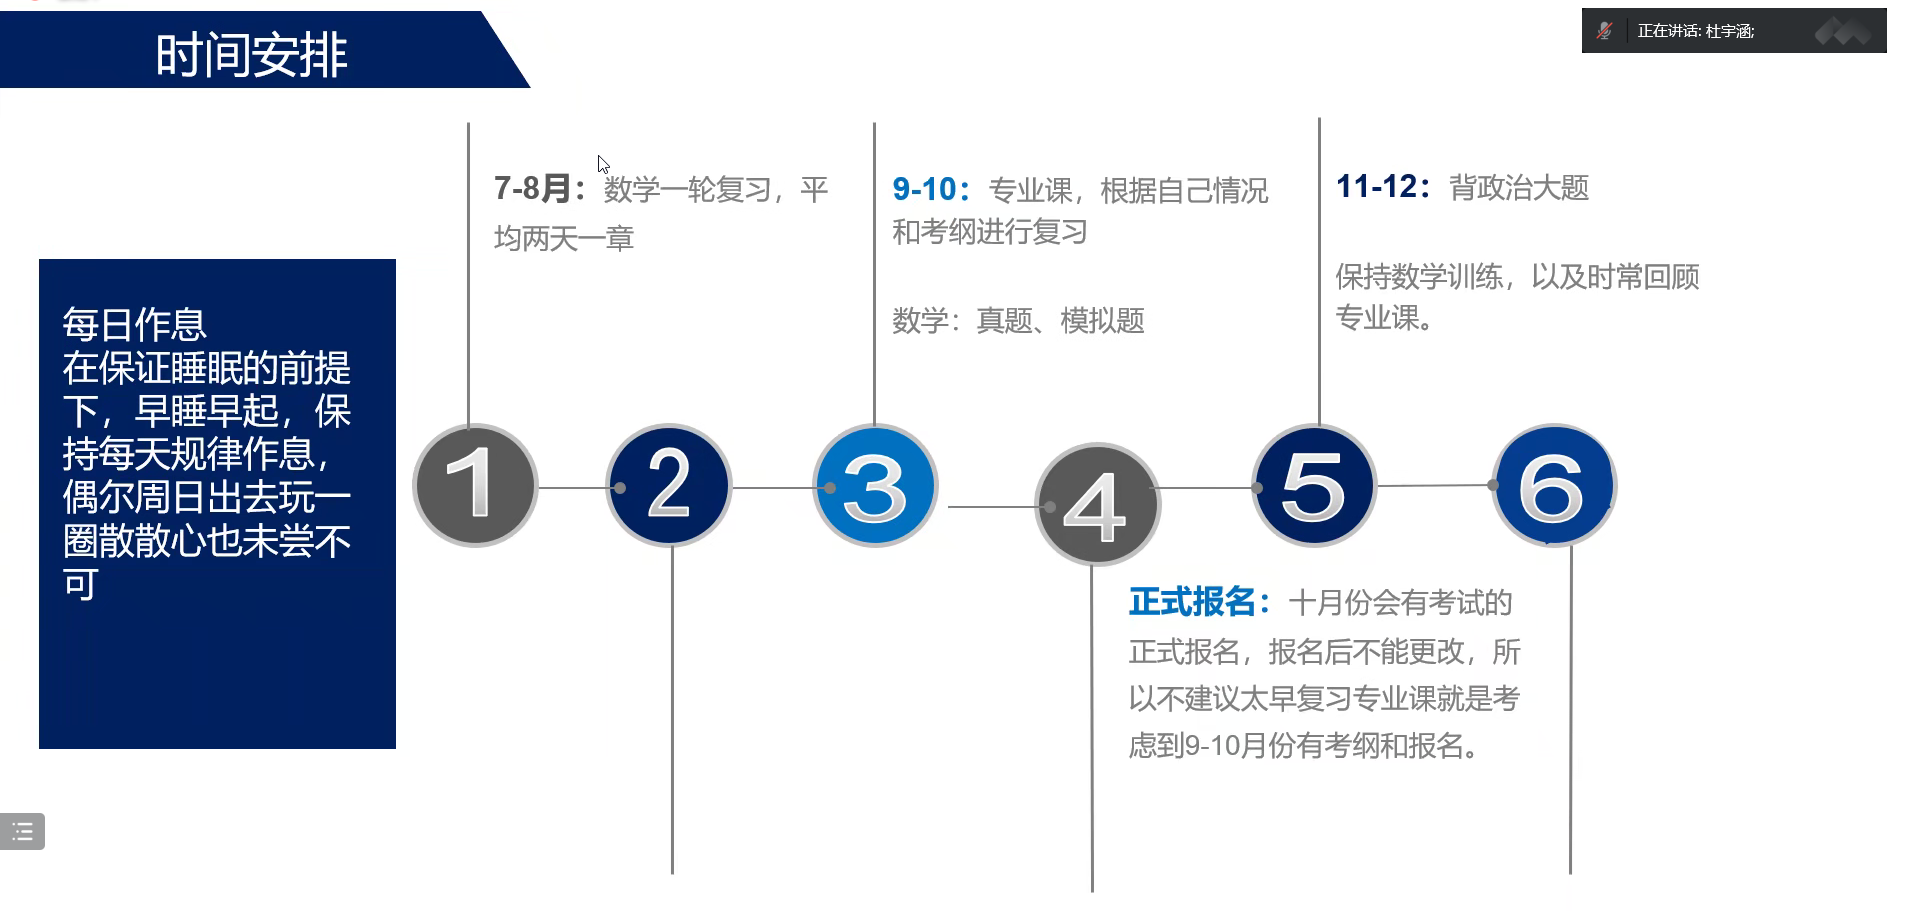 时间安排
正在讲话: 杜宇涵;
7-8月：数学一轮复习，平
均两天一章
9-10：专业课，根据自己情况
和考纲进行复习
数学：真题、模拟题
11-12：背政治大题
保持数学训练，以及时常回顾
专业课。
每日作息
在保证睡眠的前提
下，早睡早起，保
持每天规律作息，
偶尔周日出去玩一
圈散散心也未尝不
可
1
2
3
4
5
6
正式报名：十月份会有考试的
正式报名，报名后不能更改，所
以不建议太早复习专业课就是考
虑到9-10月份有考纲和报名。